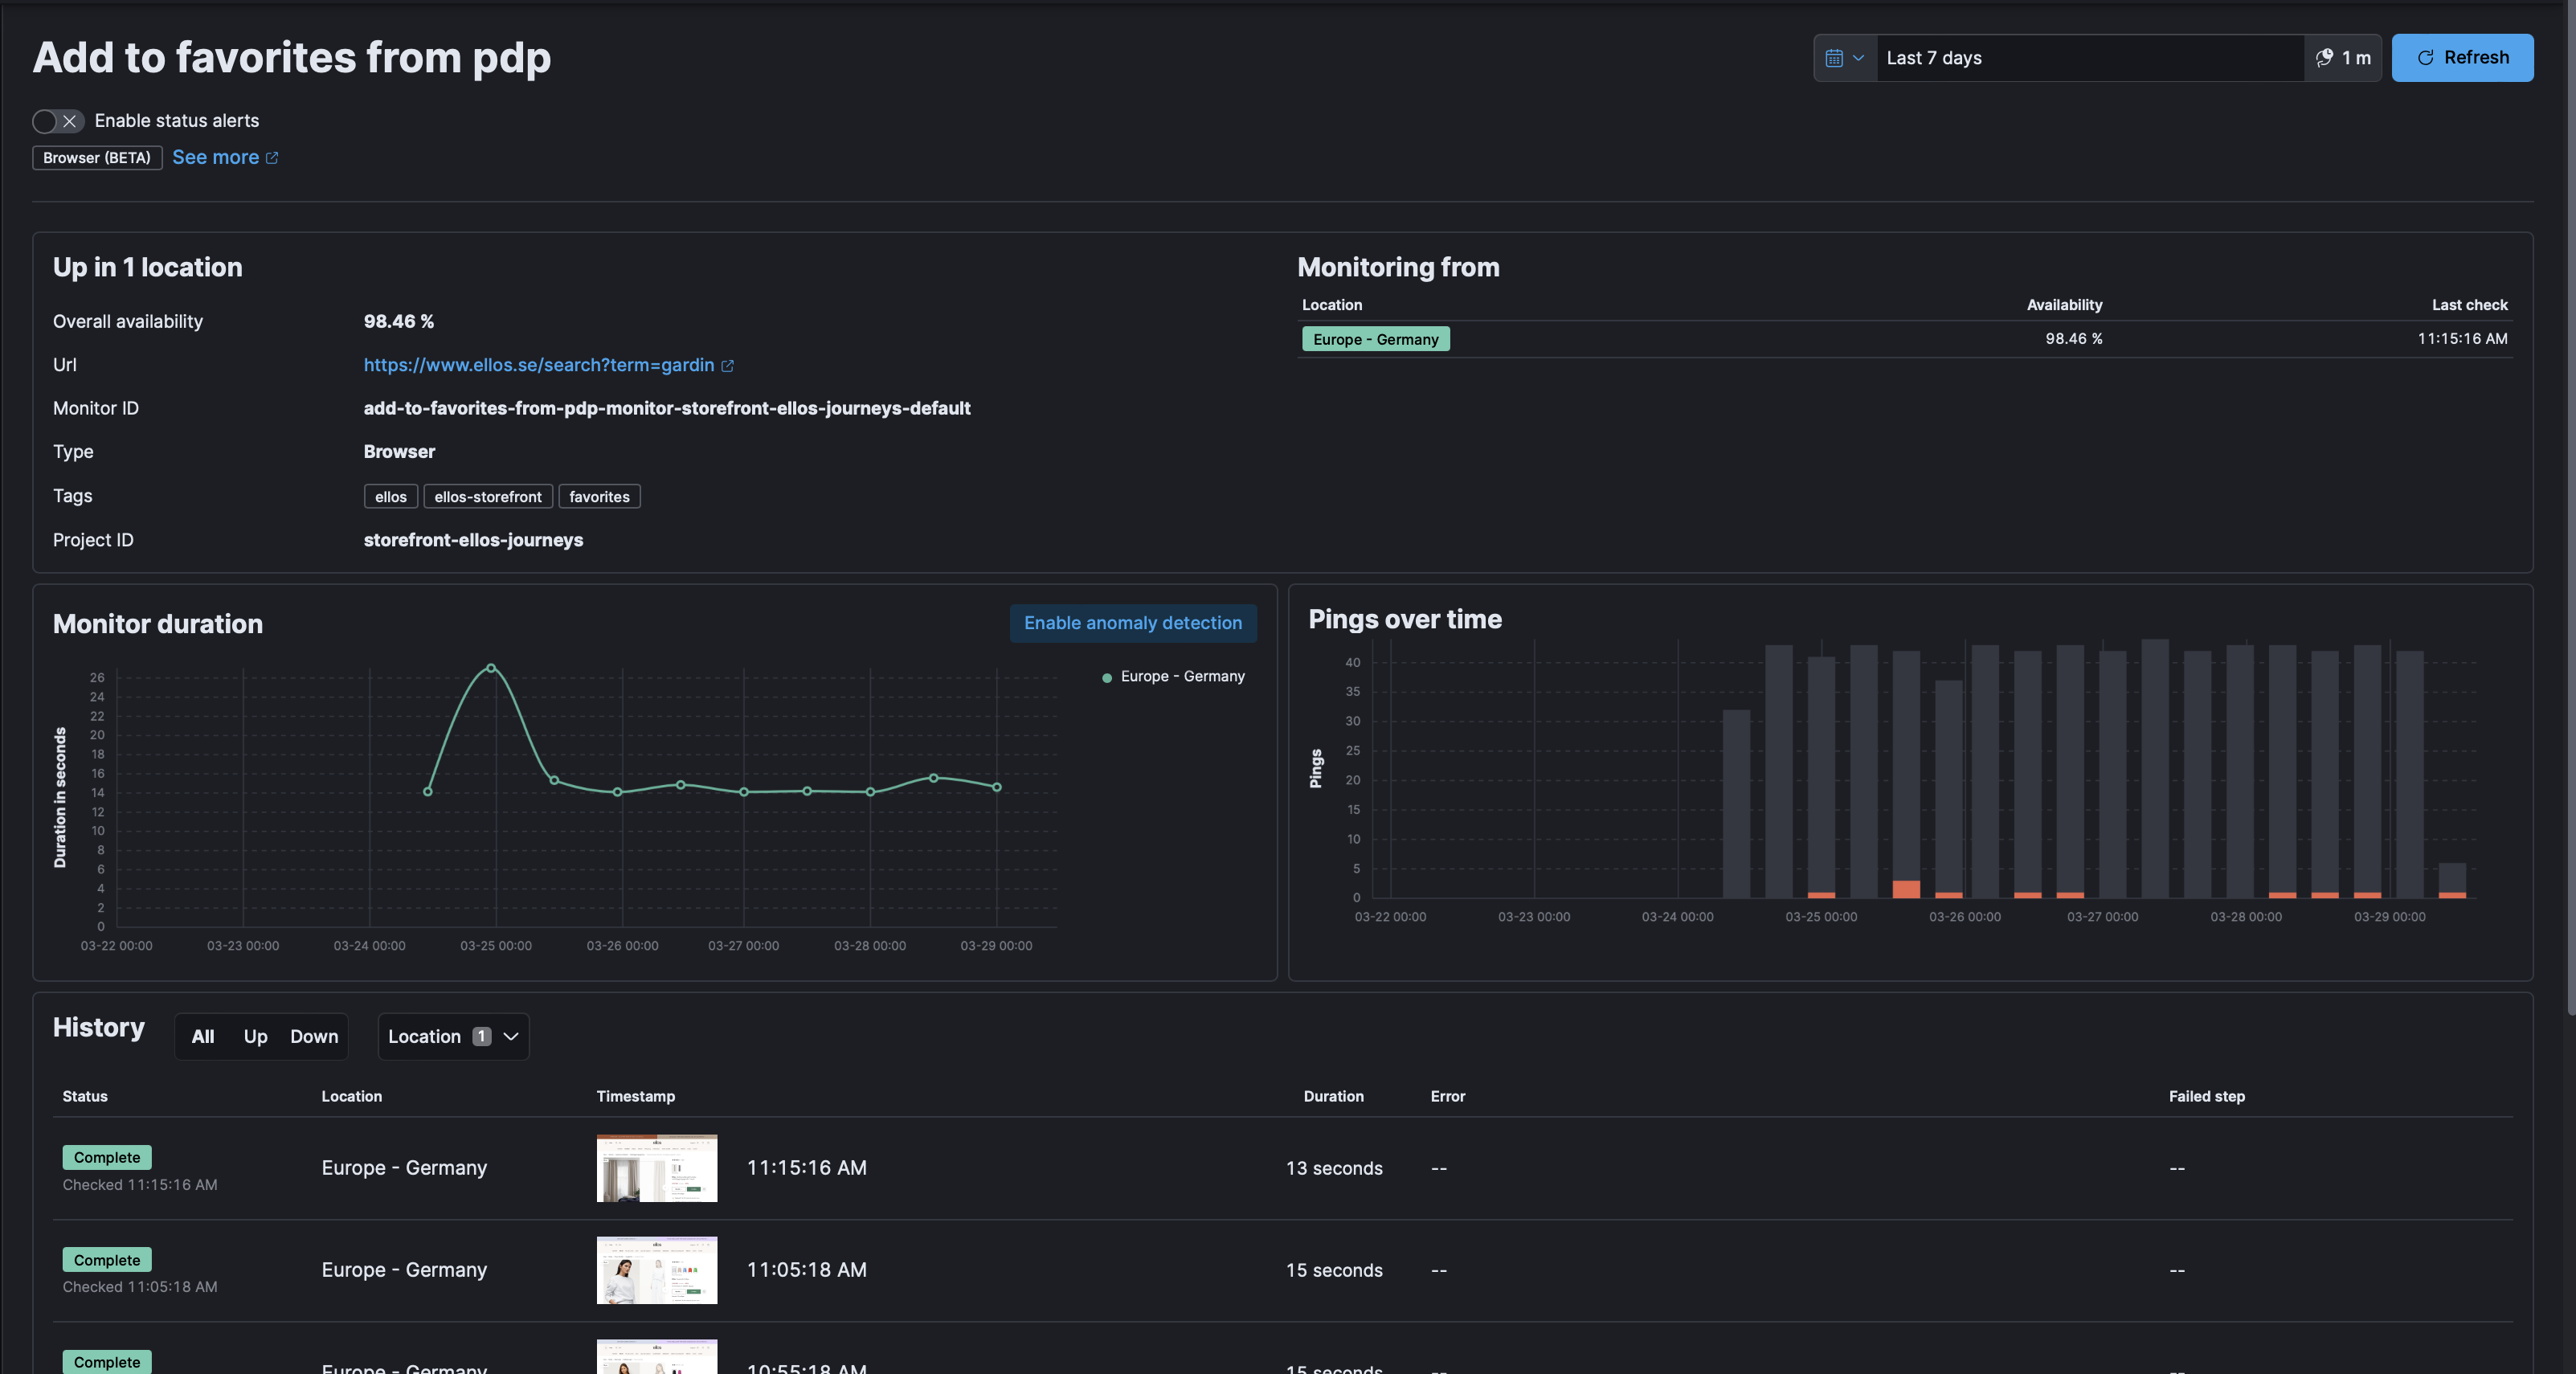 Add to favorites from pdp
Last 7 days
1 m
Refresh
Enable status alerts
Browser (BETA)
See more
Up in 1 location
Overall availability
98.46 %
Url
https://www.ellos.se/search?term=gardin
Monitor ID
add-to-favorites-from-pdp-monitor-storefront-ellos-journeys-default
Type
Browser
Tags
ellos
ellos-storefront
favorites
Project ID
storefront-ellos-journeys
Monitoring from
Location
Availability
Last check
Europe - Germany
98.46 %
11:15:16 AM
Monitor duration
Enable anomaly detection
Europe - Germany
Duration in seconds
26
24
22
20
18
16
14
12
10
8
6
4
2
0
03-22 00:00
03-23 00:00
03-24 00:00
03-25 00:00
03-26 00:00
03-27 00:00
03-28 00:00
03-29 00:00
Pings over time
Pings
40
35
30
25
20
15
10
5
0
03-22 00:00
03-23 00:00
03-24 00:00
03-25 00:00
03-26 00:00
03-27 00:00
03-28 00:00
03-29 00:00
History
All
Up
Down
Location 1
Status
Location
Timestamp
Duration
Error
Failed step
Complete
Checked 11:15:16 AM
Europe - Germany
11:15:16 AM
13 seconds
--
--
Complete
Checked 11:05:18 AM
Europe - Germany
11:05:18 AM
15 seconds
--
--
Complete
Europe - Germany
10:55:18 AM
15 seconds
--
--